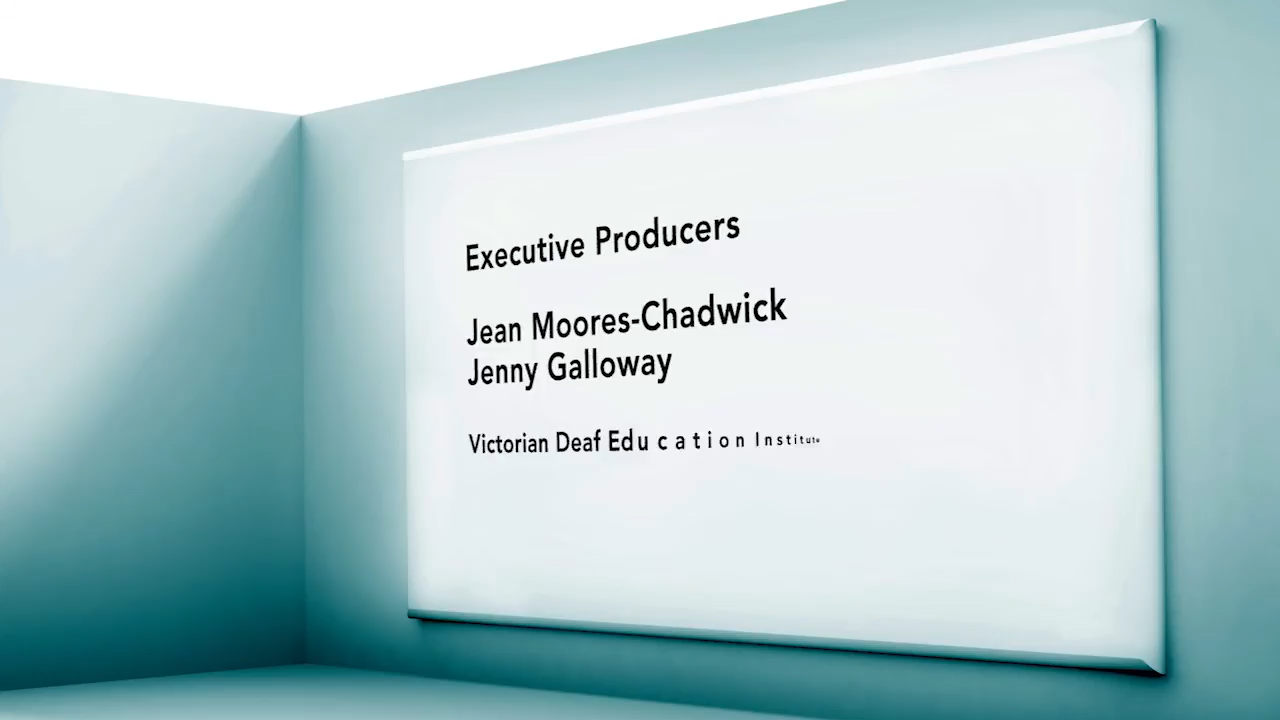 Executive Producers
Jean Moores-Chadwick
Jenny Galloway
Victorian Deaf Education Institute